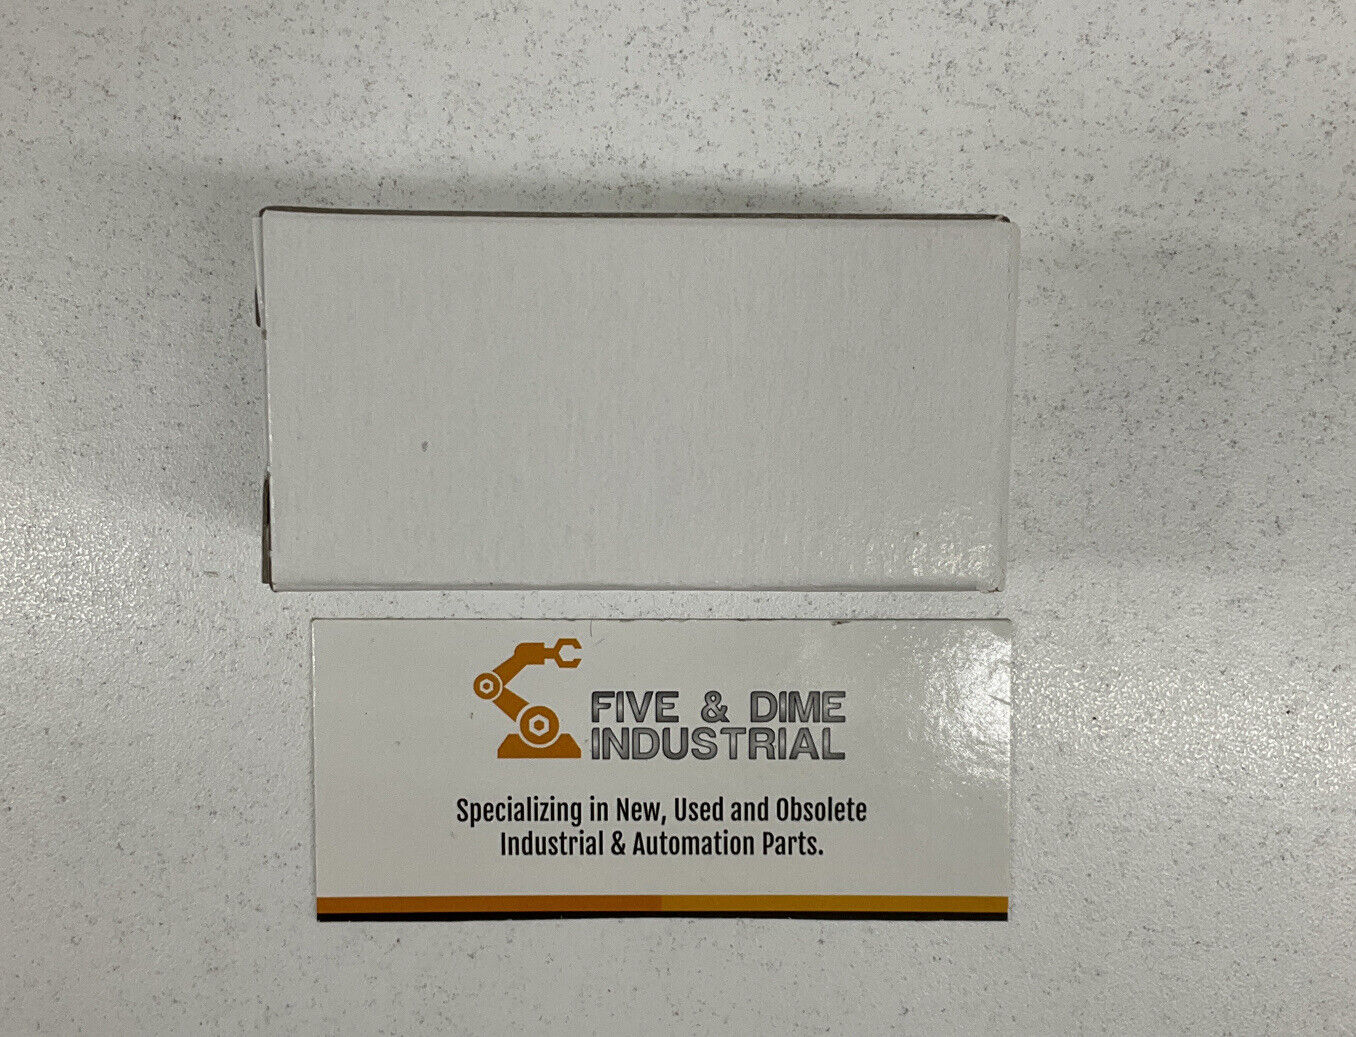 FIVE & DIME
INDUSTRIAL
Specializing in New, Used and Obsolete
Industrial & Automation Parts.